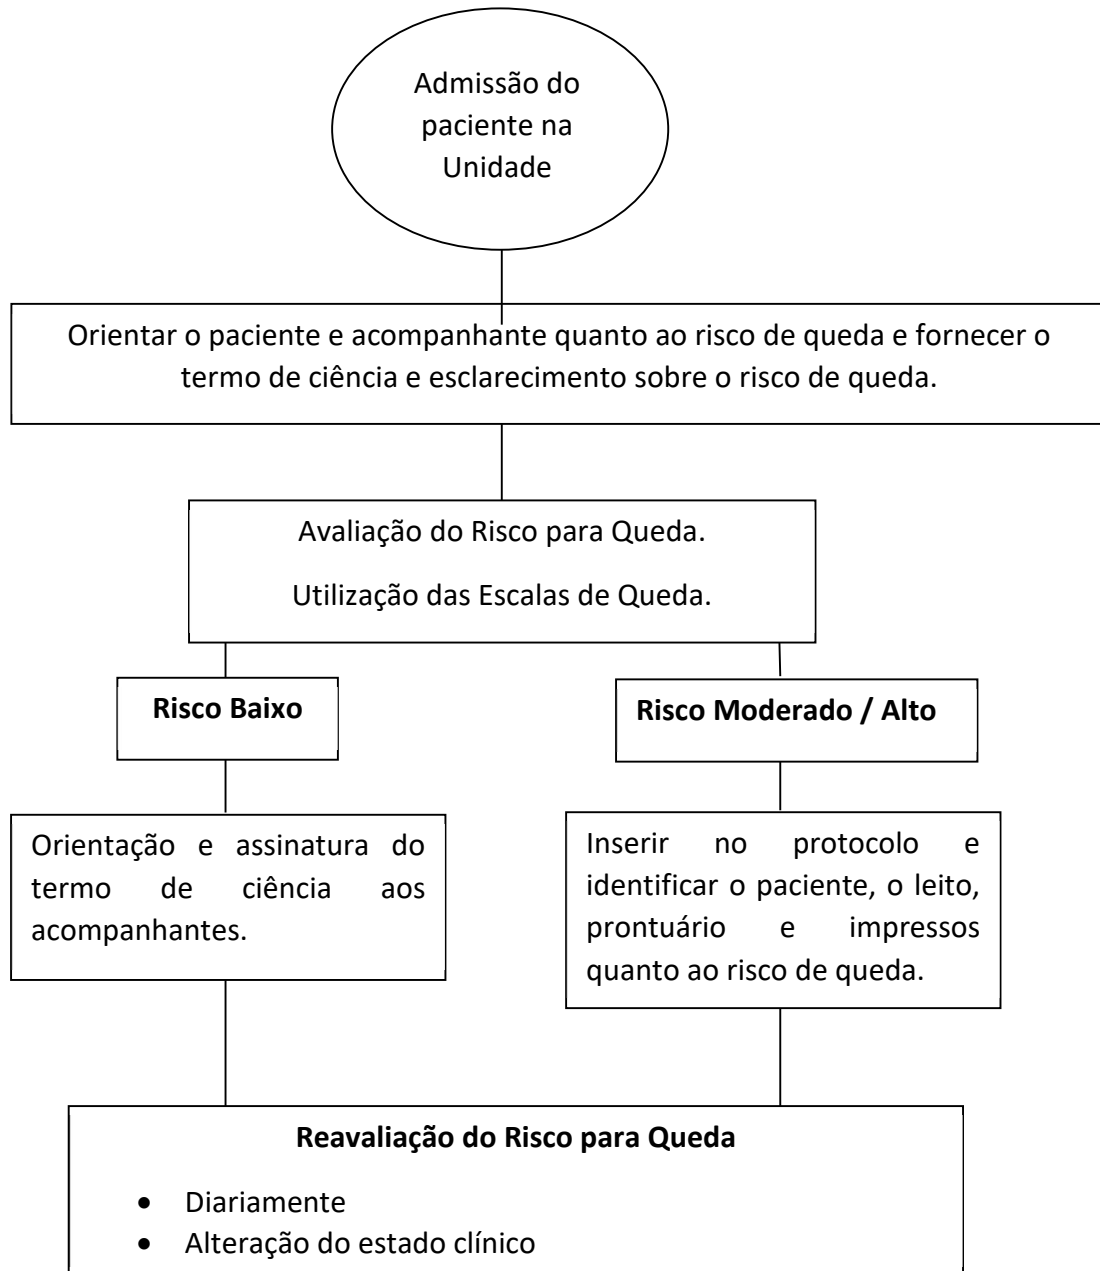 Admissão do
paciente na
Unidade
Orientar o paciente e acompanhante quanto ao risco de queda e fornecer o
termo de ciência e esclarecimento sobre o risco de queda.
Avaliação do Risco para Queda.
Utilização das Escalas de Queda.
Risco Baixo
Risco Moderado / Alto
Orientação e assinatura do
termo de ciência aos
acompanhantes.
Inserir no protocolo e
identificar o paciente, o leito,
prontuário e impressos
quanto ao risco de queda.
Reavaliação do Risco para Queda
• Diariamente
• Alteração do estado clínico